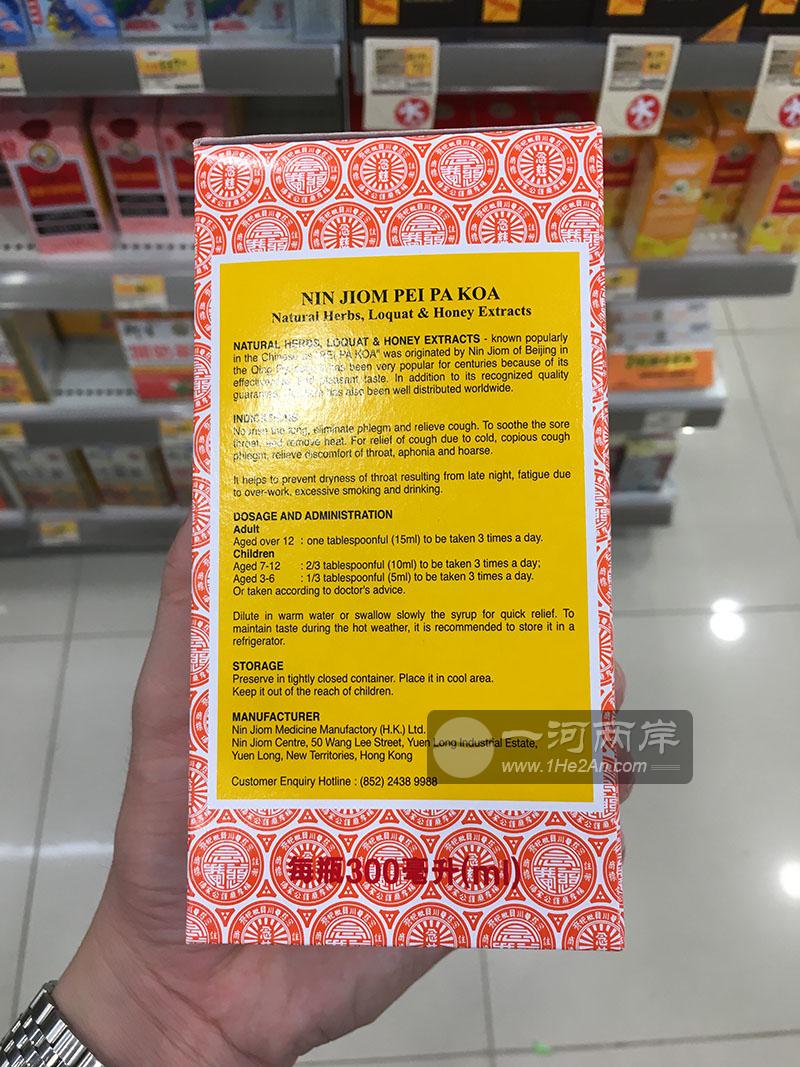 NIN JIOM PEI PA KOA
Natural Herbs, Loquat & Honey Extracts
NATURAL HERBS, LOQUAT & HONEY EXTRACTS - known popularly
in the Chinese as "PEI PA KOA" was originated by Nin Jiom of Beijing in
the has been very popular for centuries because of its
and pleasant taste. In addition to its recognized quality
has also been well distributed worldwide.
INDICATIONS
Nourish the lung, eliminate phlegm and relieve cough. To soothe the sore
throat, and remove heat. For relief of cough due to cold, copious cough
phlegm, relieve discomfort of throat, aphonia and hoarse.
It helps to prevent dryness of throat resulting from late night, fatigue due
to over-work, excessive smoking and drinking.
DOSAGE AND ADMINISTRATION
Adult
Aged over 12 : one tablespoonful (15ml) to be taken 3 times a day.
Children
Aged 7-12 : 2/3 tablespoonful (10ml) to be taken 3 times a day;
Aged 3-6 : 1/3 tablespoonful (5ml) to be taken 3 times a day.
Or taken according to doctor's advice.
Dilute in warm water or swallow slowly the syrup for quick relief. To
maintain taste during the hot weather, it is recommended to store it in a
refrigerator.
STORAGE
Preserve in tightly closed container. Place it in cool area.
Keep it out of the reach of children.
MANUFACTURER
Nin Jiom Medicine Manufactory (H.K.) Ltd.
Nin Jiom Centre, 50 Wang Lee Street, Yuen Long Industrial Estate,
Yuen Long, New Territories, Hong Kong
Customer Enquiry Hotline : (852) 2438 9988
一河两岸
www.1He2An.com
每瓶300毫升(ml)